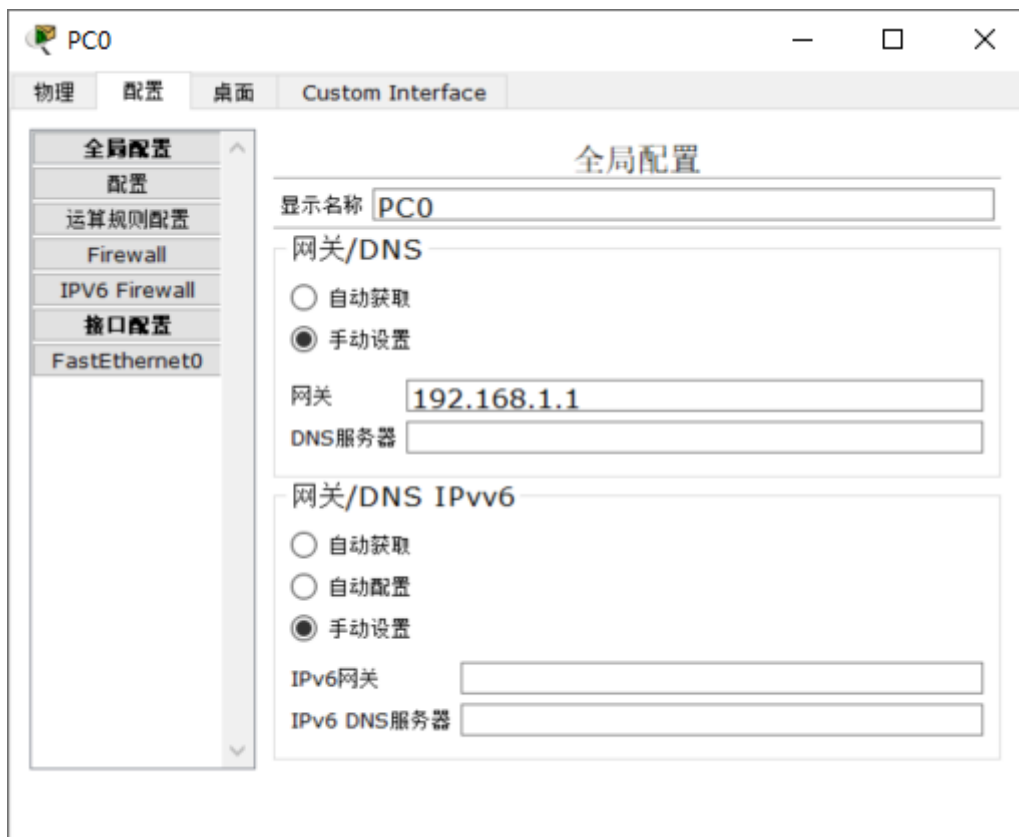 PC0
物理 配置 桌面 Custom Interface
全局配置
配置
运算规则配置
Firewall
IPV6 Firewall
接口配置
FastEthernet0
全局配置
显示名称 PC0
网关/DNS
自动获取
手动设置
网关 192.168.1.1
DNS服务器
网关/DNS IPvv6
自动获取
自动配置
手动设置
IPv6网关
IPv6 DNS服务器